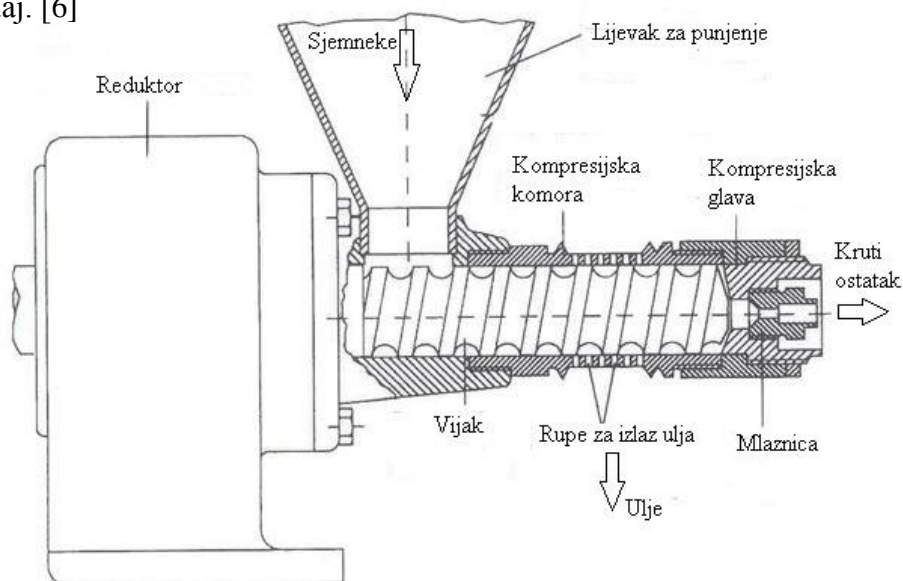 aj. [6]
Sjemneke
Lijevak za punjenje
Reduktor
Kompresijska
komora
Kompresijska
glava
Kruti
ostatak
Vijak
Rupe za izlaz ulja
Mlaznica
Ulje